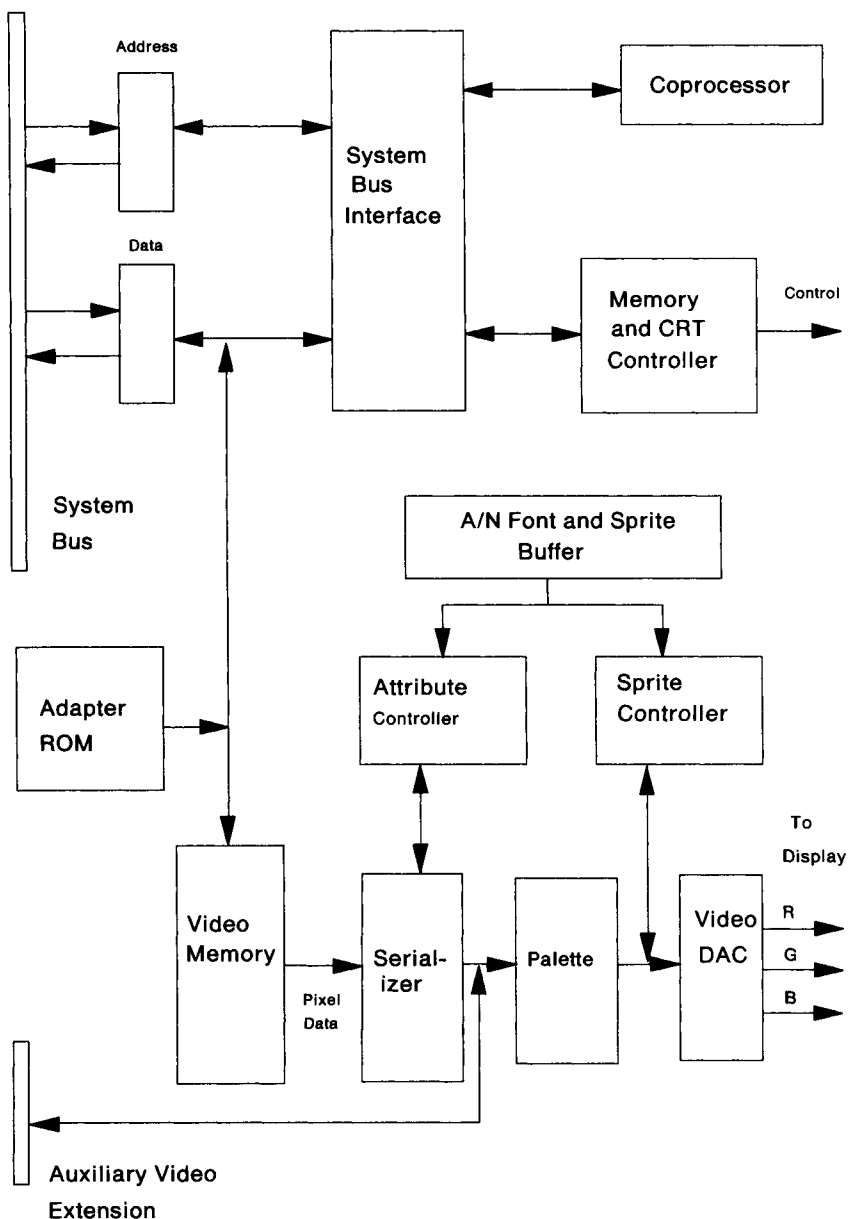 Address
Coprocessor
System
Bus
Interface
Data
Memory
and CRT
Controller
Control
System
Bus
A/N Font and Sprite
Buffer
Adapter
ROM
Attribute
Controller
Sprite
Controller
To
Display
Video
Memory
Pixel
Data
Serial-
izer
Palette
Video
DAC
R
G
B
Auxiliary Video
Extension